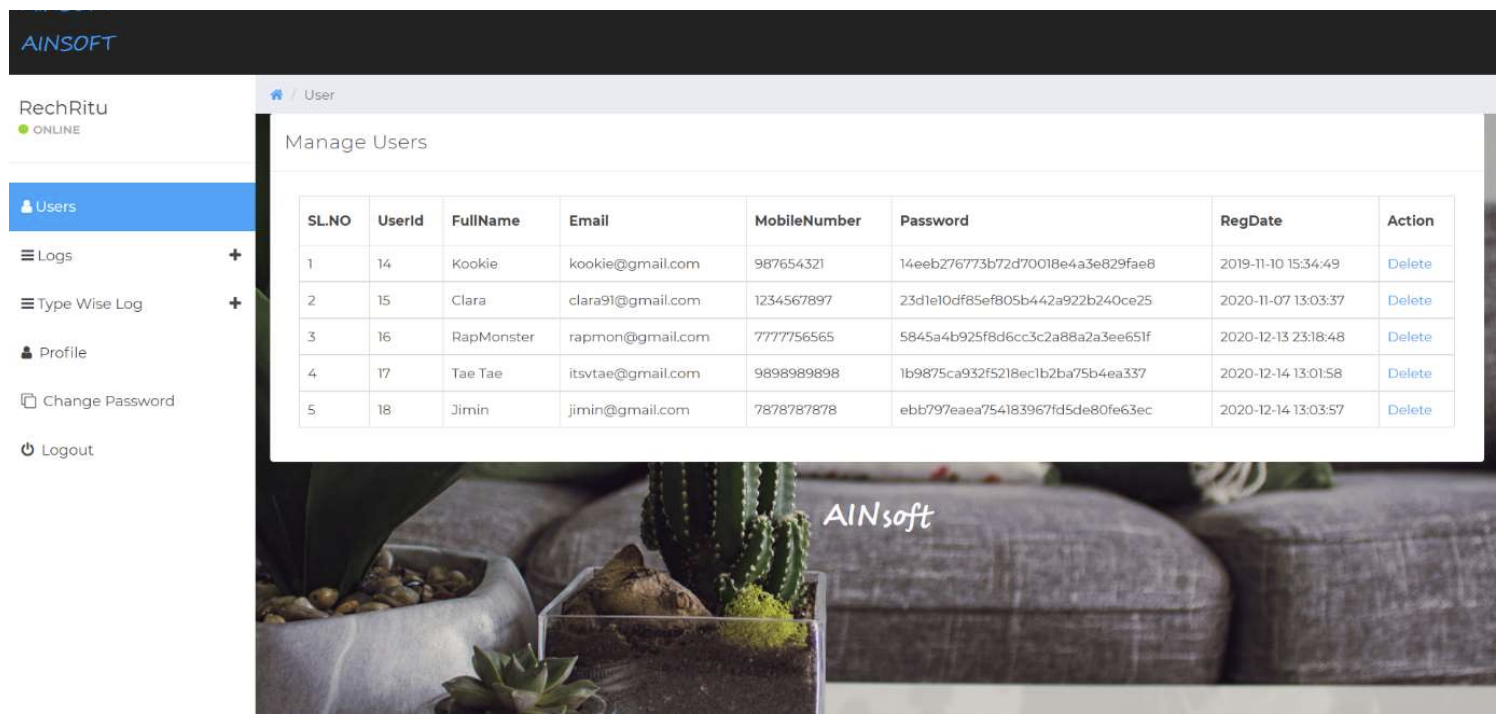 AINSOFT
RechRitu
ONLINE
Users
Logs
Type Wise Log
Profile
Change Password
Logout
/ User
Manage Users
SL.NO UserId FullName Email MobileNumber Password RegDate Action
1 14 Kookie kookie@gmail.com 987654321 14eeb276773b72d70018e4a3e829fae8 2019-11-10 15:34:49 Delete
2 15 Clara clara91@gmail.com 1234567897 23d1e10df85ef805b442a922b240ce25 2020-11-07 13:03:37 Delete
3 16 RapMonster rapmon@gmail.com 7777756565 5845a4b925f8d6cc3c2a88a2a3ee651f 2020-12-13 23:18:48 Delete
4 17 Tae Tae itsvtae@gmail.com 9898989898 1b9875ca932f5218ec1b2ba75b4ea337 2020-12-14 13:01:58 Delete
5 18 Jimin jimin@gmail.com 7878787878 ebb797eaea754183967fd5de80fe63ec 2020-12-14 13:03:57 Delete
AINsoft